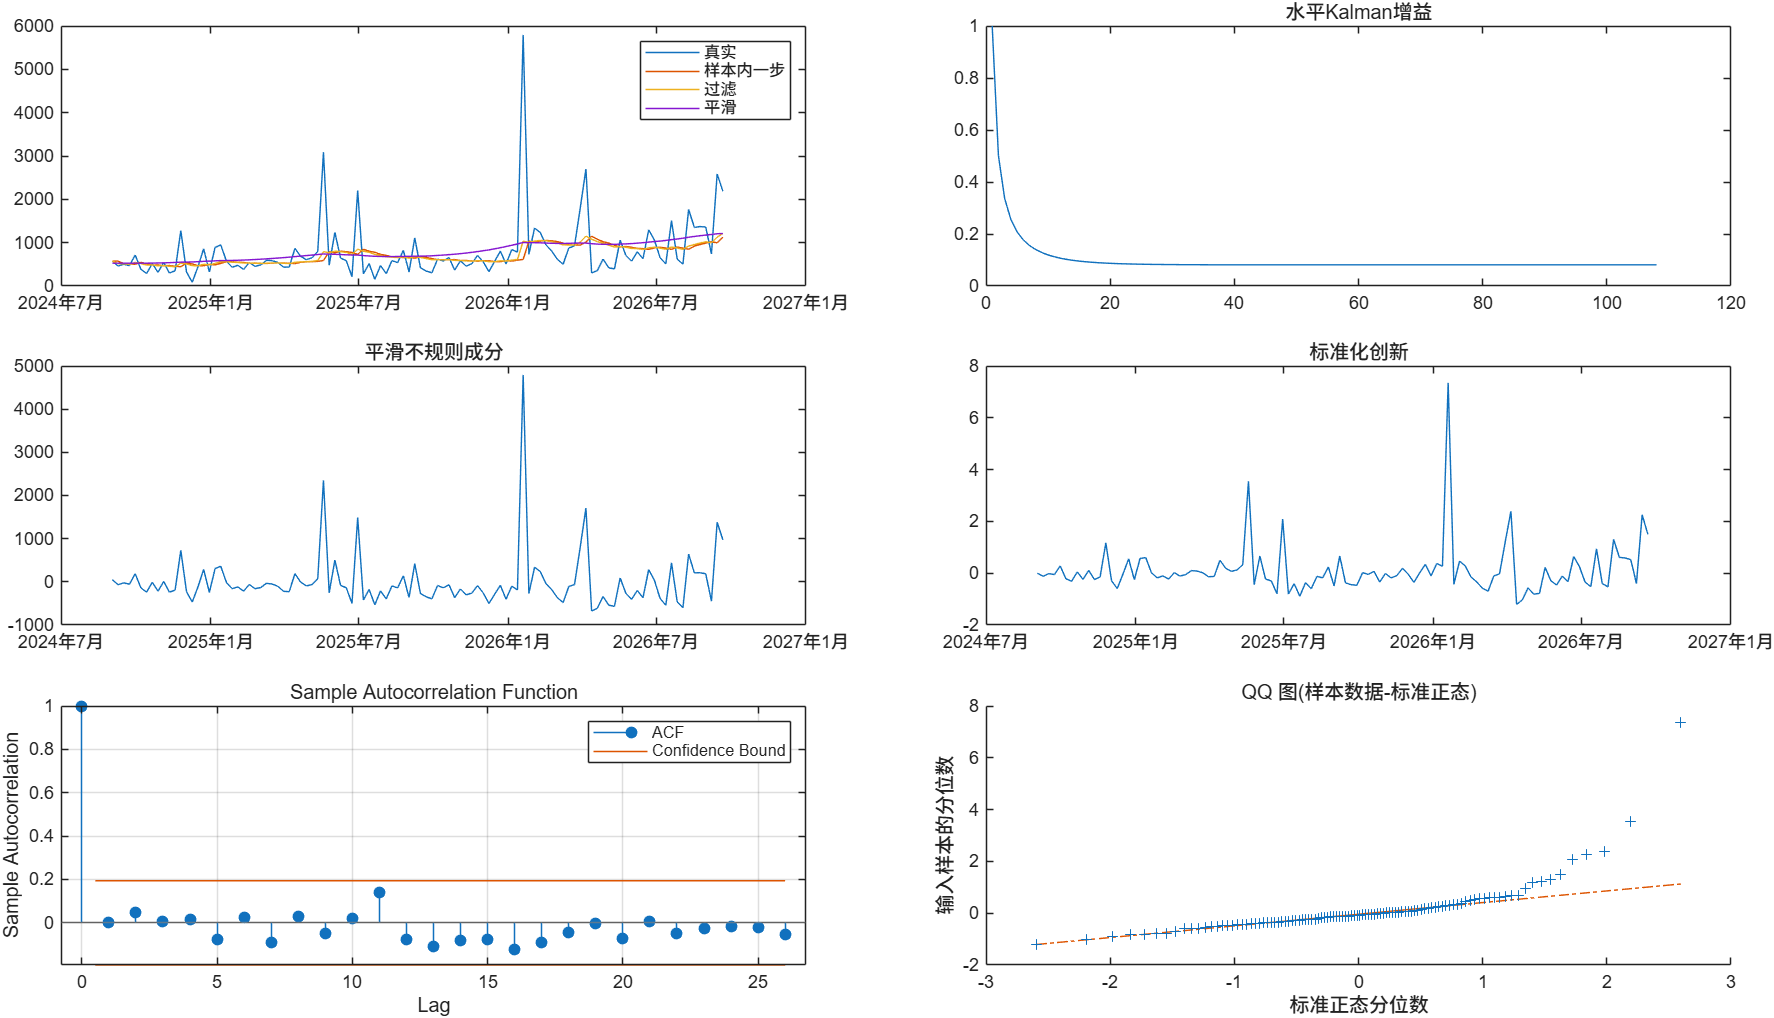 6000
5000
4000
3000
2000
1000
0
2024年7月
2025年1月
2025年7月
2026年1月
2026年7月
2027年1月
真实
样本内一步
过滤
平滑
水平Kalman增益
1
0.8
0.6
0.4
0.2
0
0
20
40
60
80
100
120
平滑不规则成分
5000
4000
3000
2000
1000
0
-1000
2024年7月
2025年1月
2025年7月
2026年1月
2026年7月
2027年1月
标准化创新
8
6
4
2
0
-2
2024年7月
2025年1月
2025年7月
2026年1月
2026年7月
2027年1月
Sample Autocorrelation Function
Sample Autocorrelation
1
0.8
0.6
0.4
0.2
0
ACF
Confidence Bound
0
5
10
15
20
25
Lag
QQ 图(样本数据-标准正态)
输入样本的分位数
8
6
4
2
0
-2
-3
-2
-1
0
1
2
3
标准正态分位数